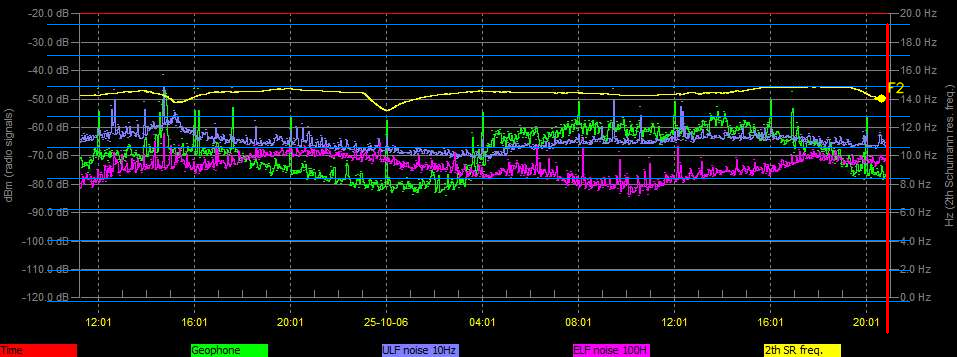 -20.0 dB 20.0 Hz
-30.0 dB 18.0 Hz
-40.0 dB 16.0 Hz
F2
-50.0 dB 14.0 Hz
-60.0 dB 12.0 Hz
-70.0 dB 10.0 Hz
-80.0 dB 8.0 Hz
-90.0 dB 6.0 Hz
-100.0 dB 4.0 Hz
-110.0 dB 2.0 Hz
-120.0 dB 0.0 Hz
dBm (radio signals)
Hz (2th Schumann res. freq.)
12:01 16:01 20:01 25-10-06 04:01 08:01 12:01 16:01 20:01
Time Geophone ULF noise 10Hz ELF noise 100H 2th SR freq.